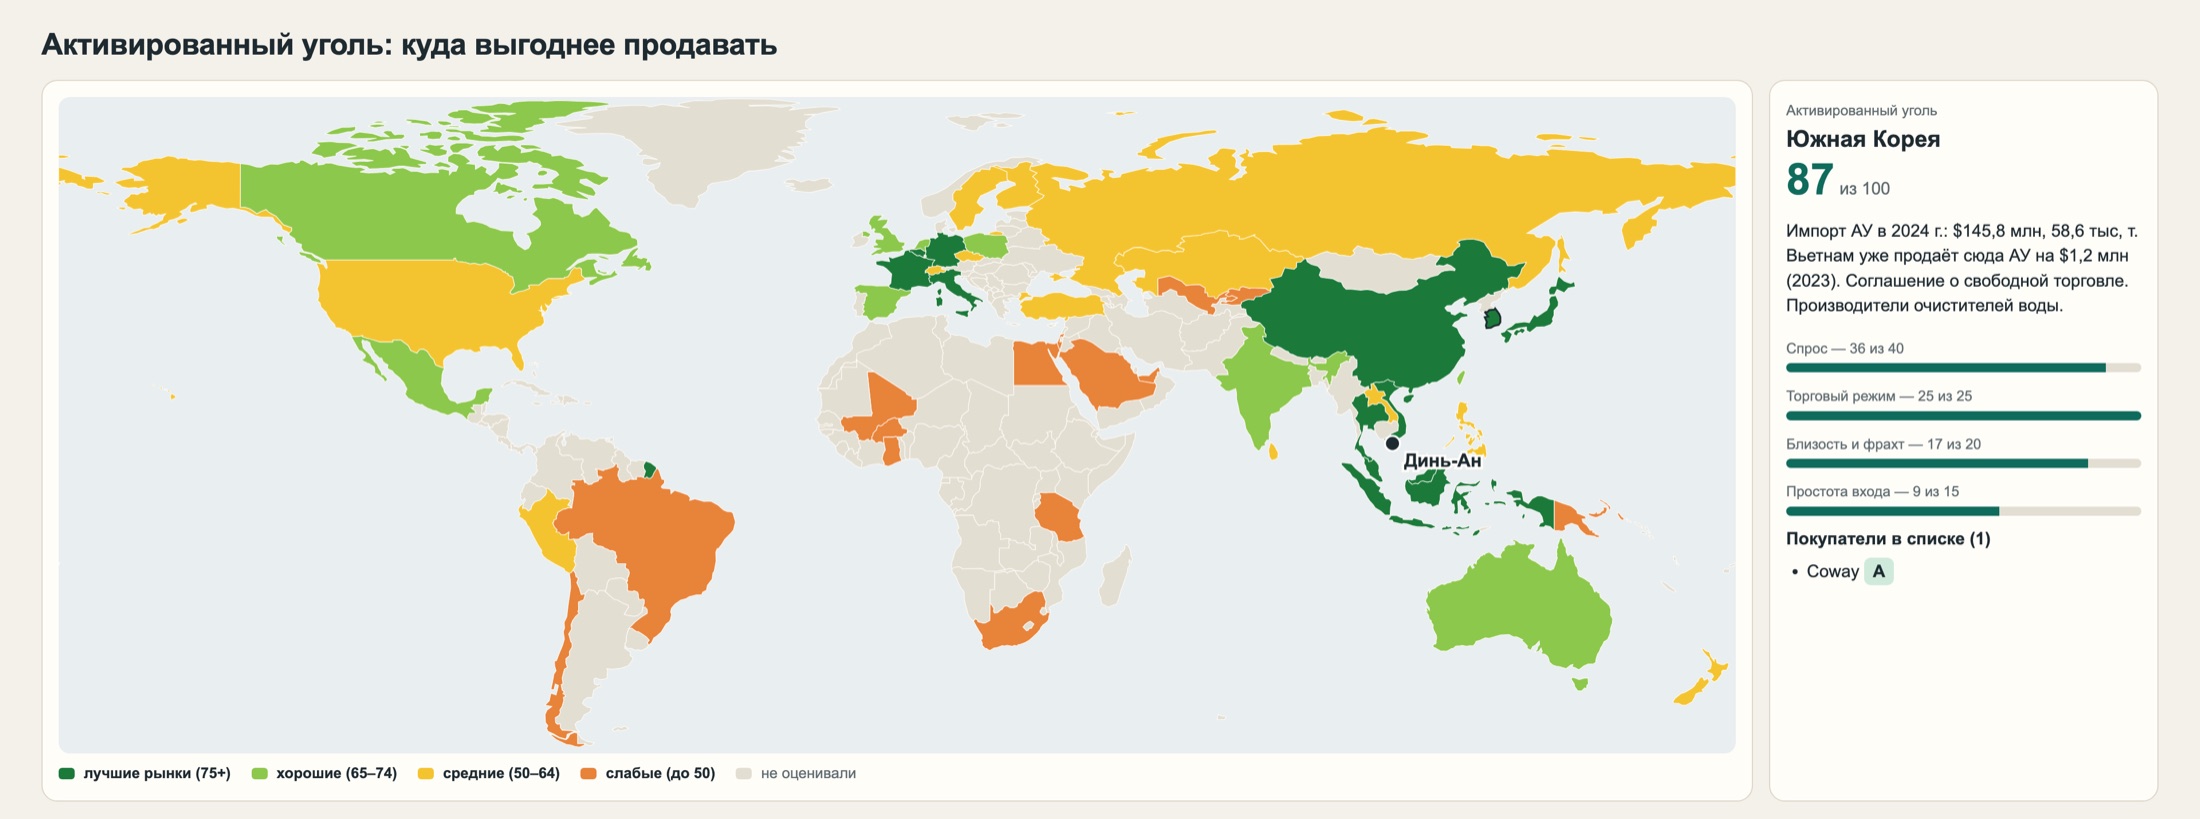 Активированный уголь: куда выгоднее продавать
Динь-Ан
лучшие рынки (75+)
хорошие (65–74)
средние (50–64)
слабые (до 50)
не оценивали
Активированный уголь
Южная Корея
87 из 100
Импорт АУ в 2024 г.: $145,8 млн, 58,6 тыс, т.
Вьетнам уже продаёт сюда АУ на $1,2 млн
(2023). Соглашение о свободной торговле.
Производители очистителей воды.
Спрос — 36 из 40
Торговый режим — 25 из 25
Близость и фрахт — 17 из 20
Простота входа — 9 из 15
Покупатели в списке (1)
• Coway A